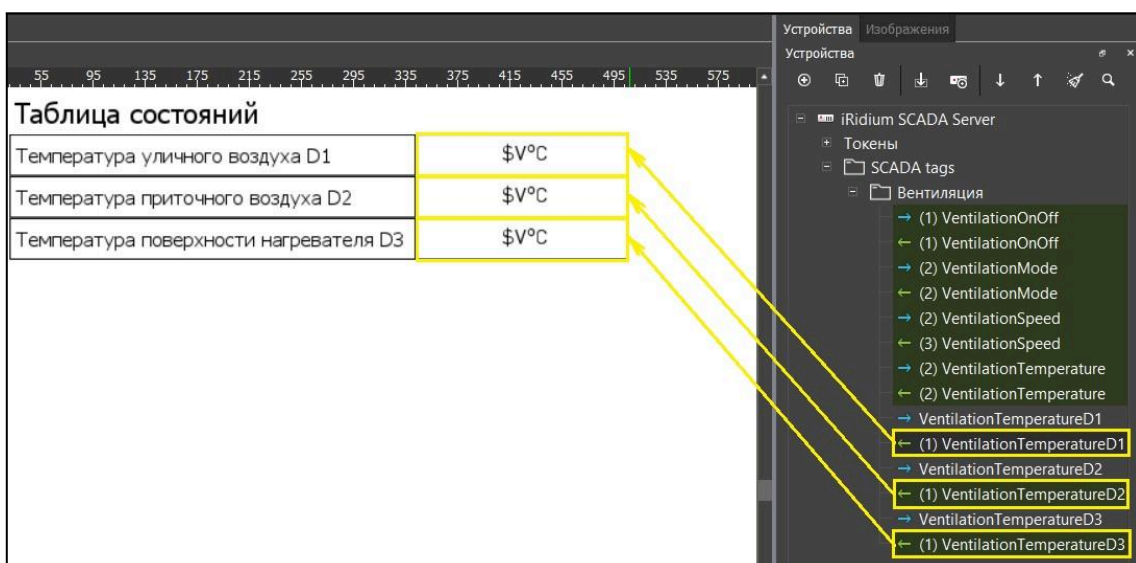 Устройства Изображения
Устройства
55 95 135 175 215 255 295 335 375 415 455 495 535 575
Таблица состояний
Температура уличного воздуха D1 $V°C
Температура приточного воздуха D2 $V°C
Температура поверхности нагревателя D3 $V°C
iRidium SCADA Server
Токены
SCADA tags
Вентиляция
→ (1) VentilationOnOff
← (1) VentilationOnOff
→ (2) VentilationMode
← (2) VentilationMode
→ (2) VentilationSpeed
← (3) VentilationSpeed
→ (2) VentilationTemperature
← (2) VentilationTemperature
→ VentilationTemperatureD1
← (1) VentilationTemperatureD1
→ VentilationTemperatureD2
← (1) VentilationTemperatureD2
→ VentilationTemperatureD3
← (1) VentilationTemperatureD3